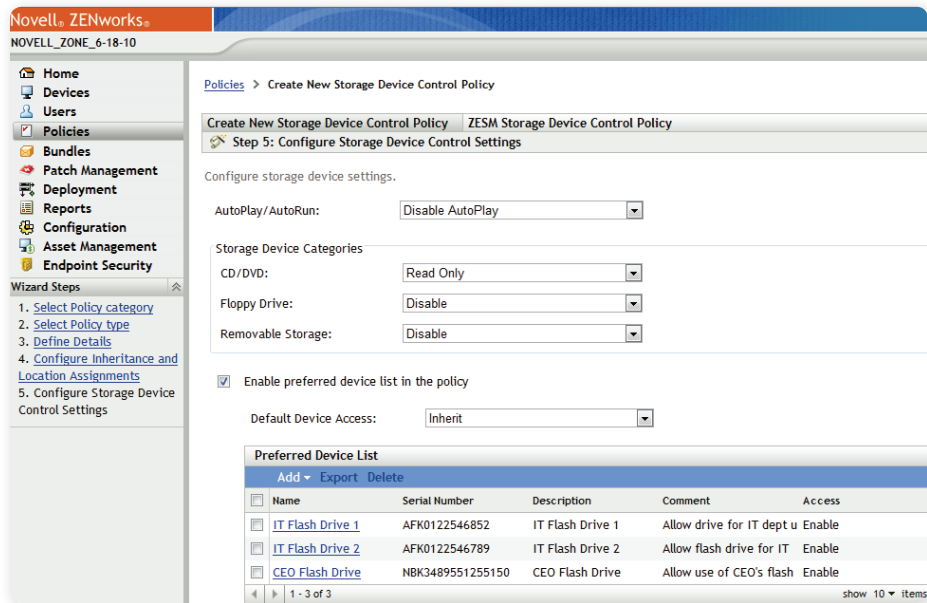 Novell® ZENworks®
NOVELL_ZONE_6-18-10
Home
Devices
Users
Policies
Bundles
Patch Management
Deployment
Reports
Configuration
Asset Management
Endpoint Security
Wizard Steps
1. Select Policy category
2. Select Policy type
3. Define Details
4. Configure Inheritance and
Location Assignments
5. Configure Storage Device
Control Settings
Policies > Create New Storage Device Control Policy
Create New Storage Device Control Policy ZESM Storage Device Control Policy
Step 5: Configure Storage Device Control Settings
Configure storage device settings.
AutoPlay/AutoRun: Disable AutoPlay
Storage Device Categories
CD/DVD: Read Only
Floppy Drive: Disable
Removable Storage: Disable
Enable preferred device list in the policy
Default Device Access: Inherit
Preferred Device List
Add Export Delete
Name Serial Number Description Comment Access
IT Flash Drive 1 AFK0122546852 IT Flash Drive 1 Allow drive for IT dept u Enable
IT Flash Drive 2 AFK0122546789 IT Flash Drive 2 Allow flash drive for IT Enable
CEO Flash Drive NBK3489551255150 CEO Flash Drive Allow use of CEO's flash Enable
1 - 3 of 3 show 10 items